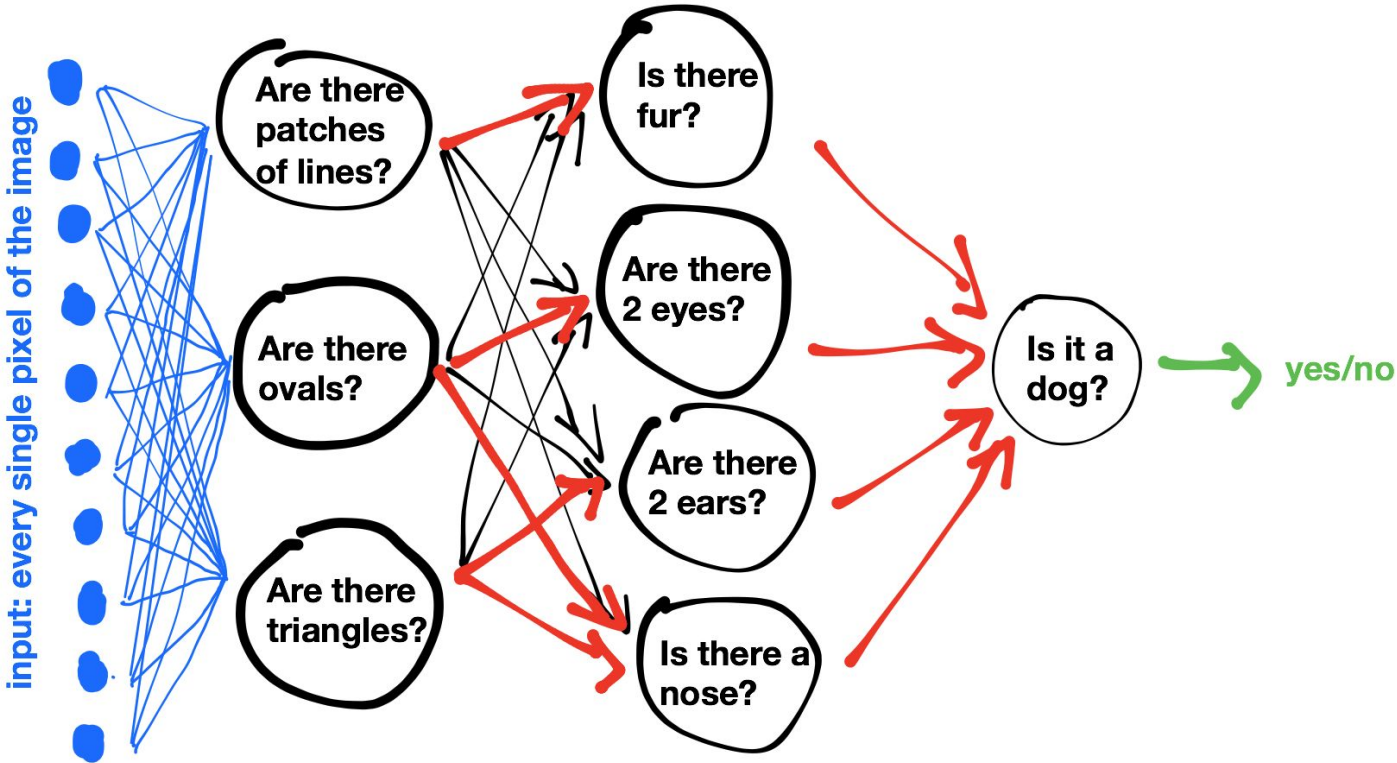 input: every single pixel of the image
Are there
patches
of lines?
Are there
ovals?
Are there
triangles?
Is there
fur?
Are there
2 eyes?
Are there
2 ears?
Is there a
nose?
Is it a
dog?
yes/no